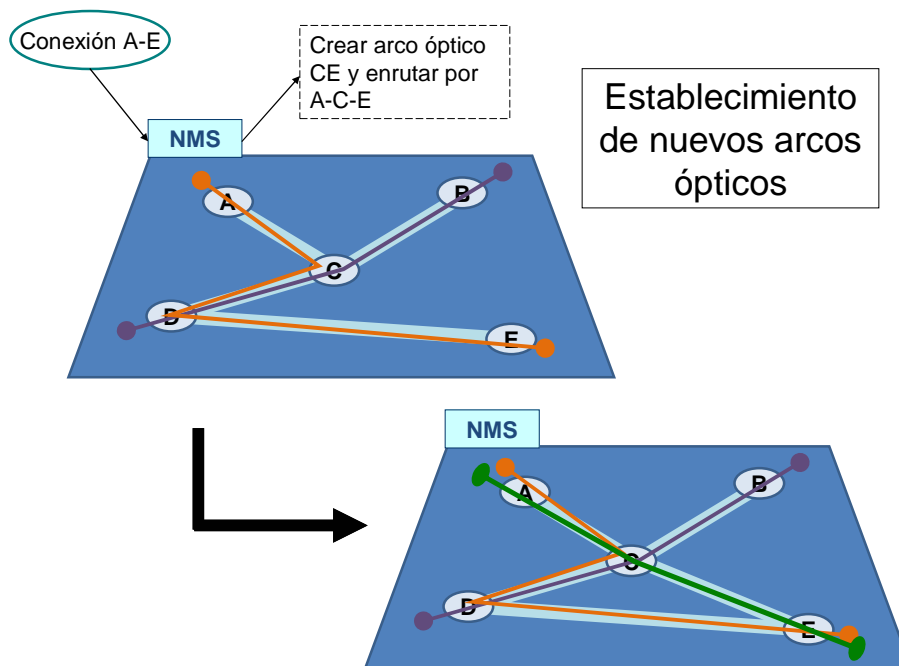 Conexión A-E
Crear arco óptico
CE y enrutar por
A-C-E
Establecimiento
de nuevos arcos
ópticos
NMS
A
B
C
D
E
NMS
A
B
C
D
E